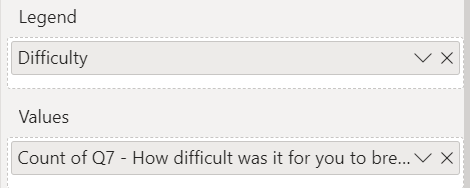 Legend
Difficulty
Values
Count of Q7 - How difficult was it for you to bre...